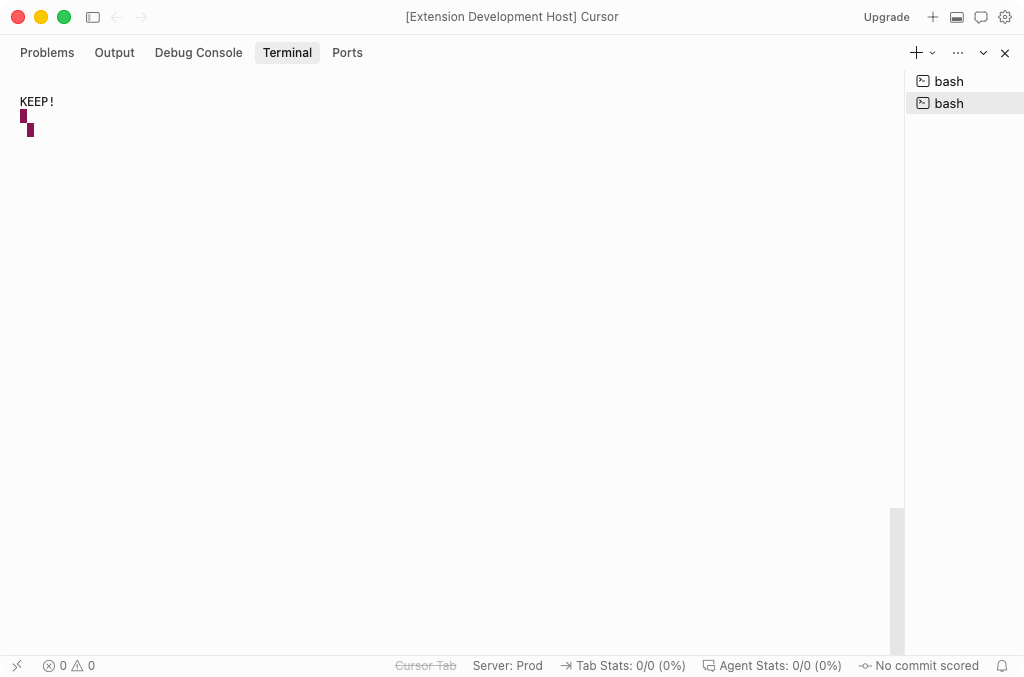 [Extension Development Host] Cursor
Upgrade
Problems Output Debug Console Terminal Ports
bash
KEEP!
bash
0 0 Cursor Tab Server: Prod Tab Stats: 0/0 (0%) Agent Stats: 0/0 (0%) No commit scored